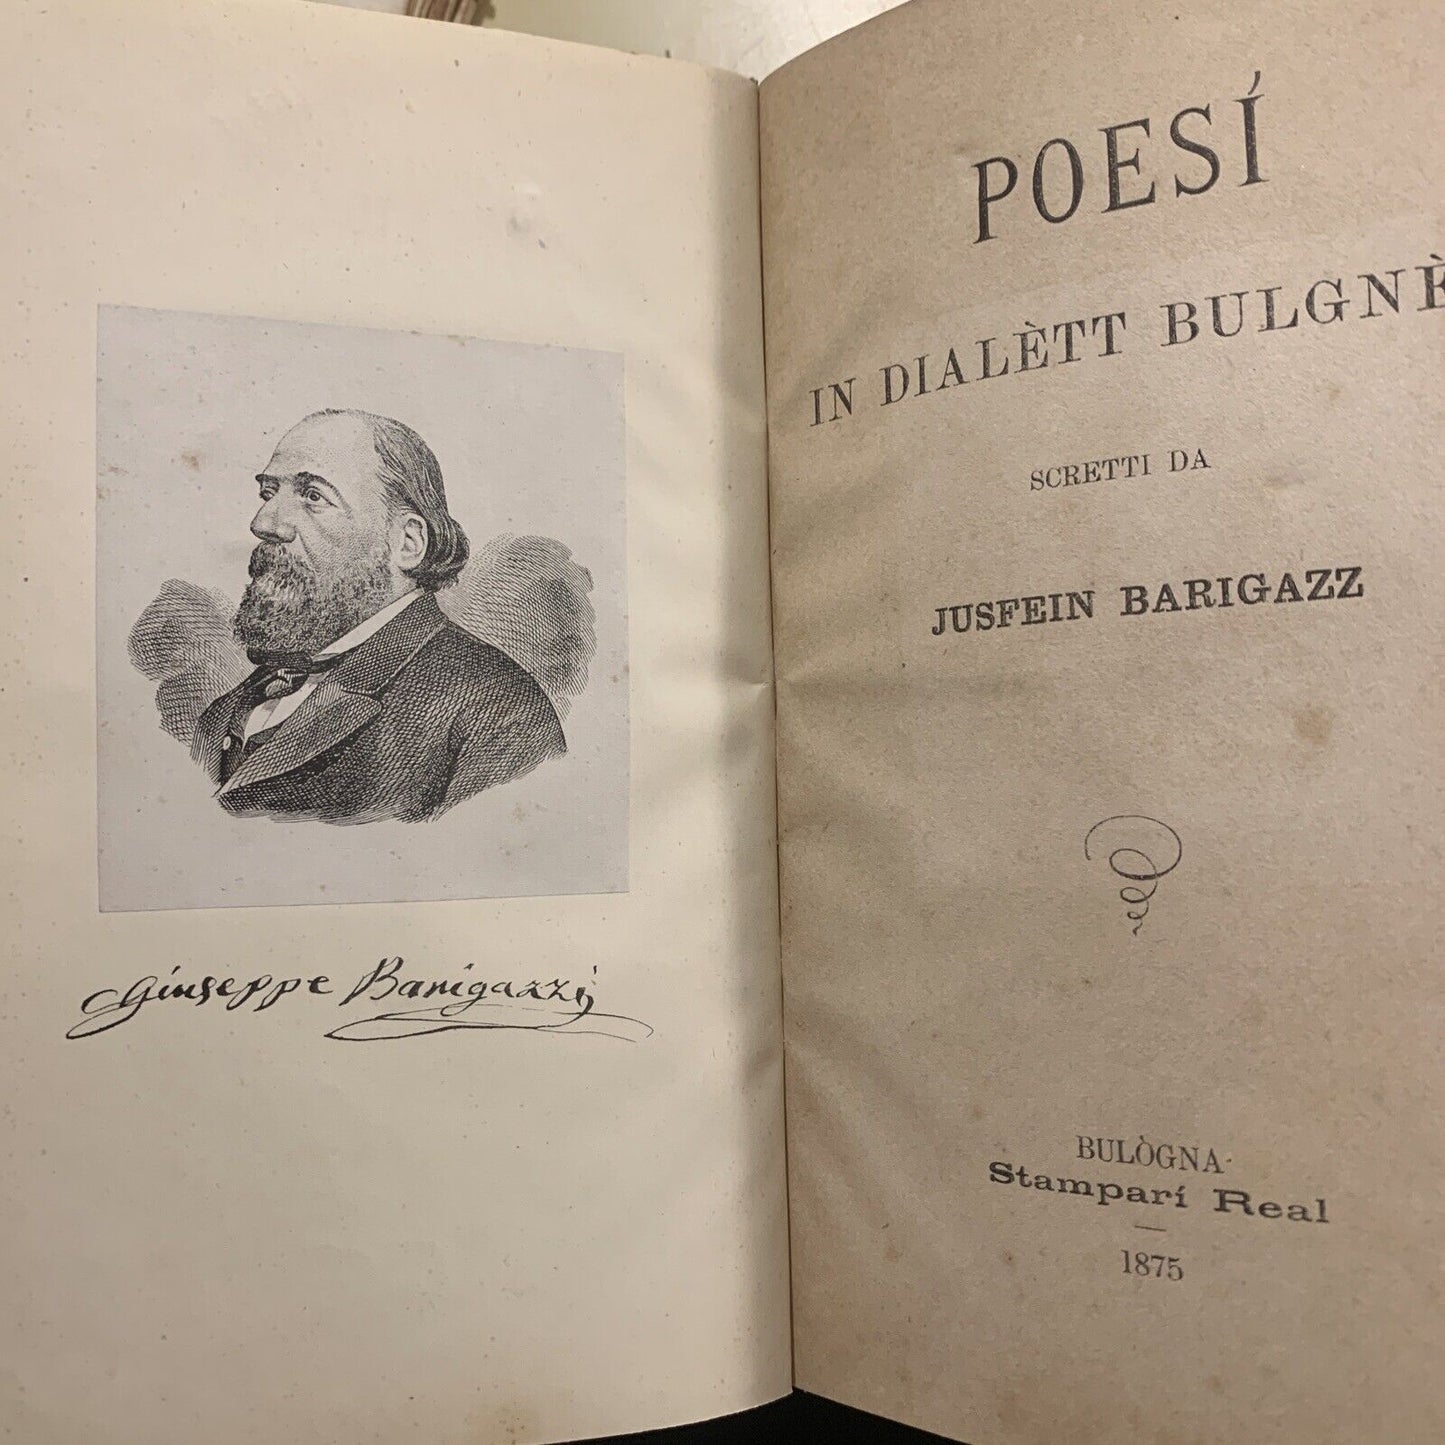 Giuseppe Barigazzi
POESÍ
IN DIALÈTT BULGNÈ
SCRETTI DA
JUSFEIN BARIGAZZ
BULÒGNA
Stamparí Real
1875